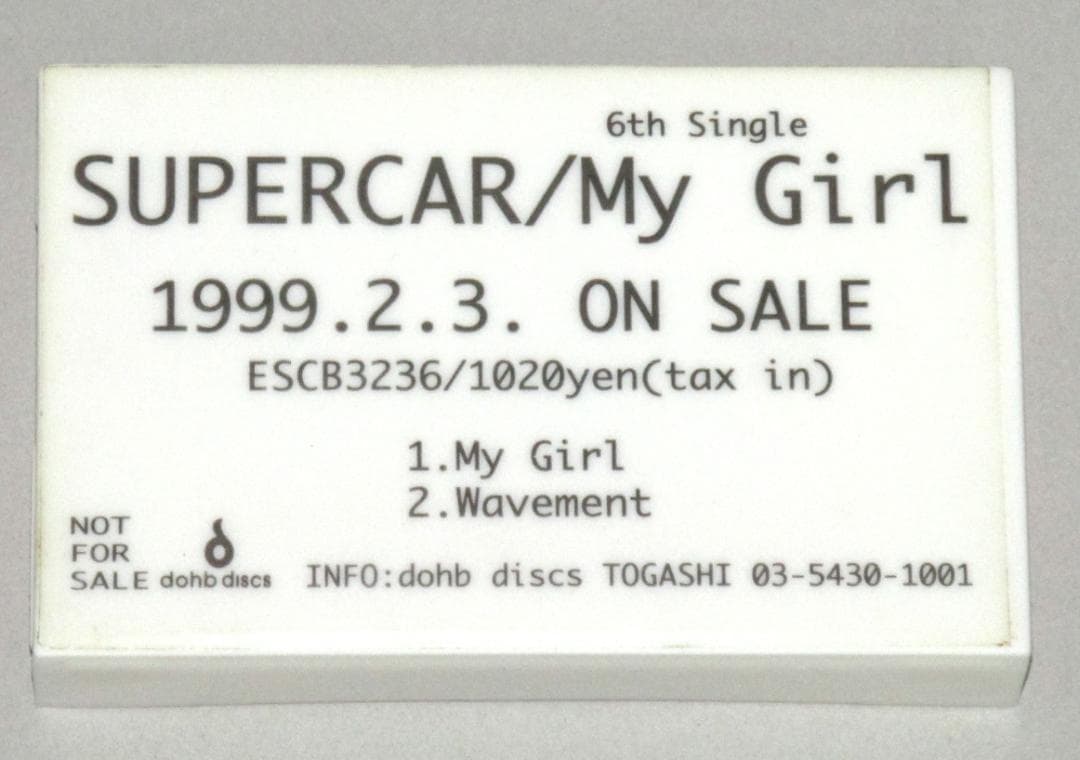 6th Single
SUPERCAR/My Girl
1999.2.3. ON SALE
ESCB3236/1020yen(tax in)
1.My Girl
2.Wavement
NOT
FOR
SALE
dohb discs
INFO:dohb discs TOGASHI 03-5430-1001